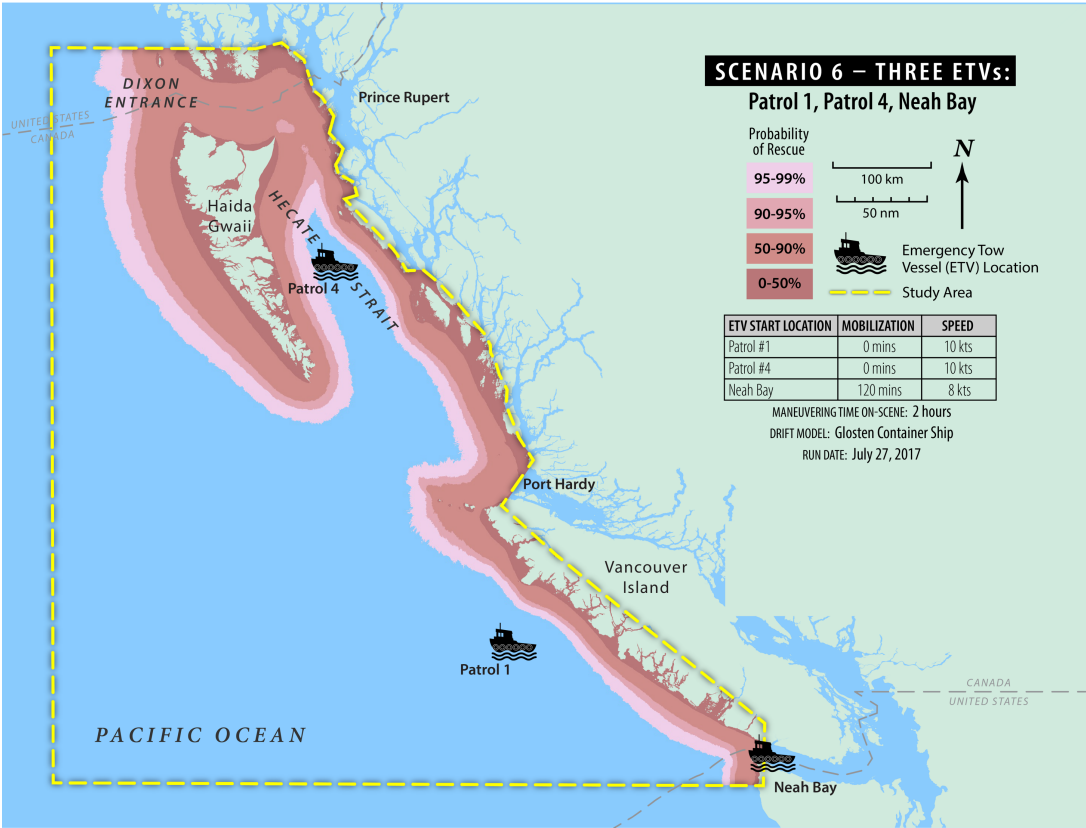 SCENARIO 6 – THREE ETVs:
Patrol 1, Patrol 4, Neah Bay
Probability
of Rescue
95-99%
90-95%
50-90%
0-50%
100 km
50 nm
N
Emergency Tow
Vessel (ETV) Location
Study Area
ETV START LOCATION MOBILIZATION SPEED
Patrol #1 0 mins 10 kts
Patrol #4 0 mins 10 kts
Neah Bay 120 mins 8 kts
MANEUVERING TIME ON-SCENE: 2 hours
DRIFT MODEL: Glosten Container Ship
RUN DATE: July 27, 2017
DIXON
ENTRANCE
UNITED STATES
CANADA
Prince Rupert
Haida
Gwaii
HECATE STRAIT
Patrol 4
Port Hardy
Vancouver
Island
Patrol 1
PACIFIC OCEAN
CANADA
UNITED STATES
Neah Bay